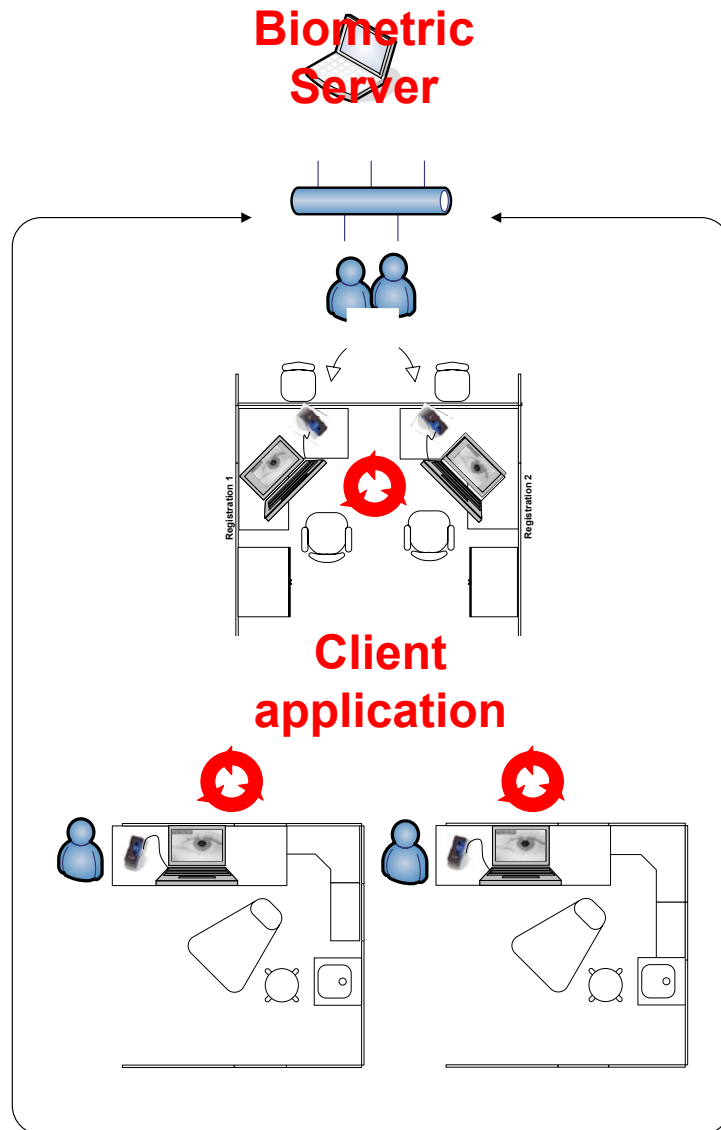 Biometric
Server
Registration 1
Registration 2
Client
application